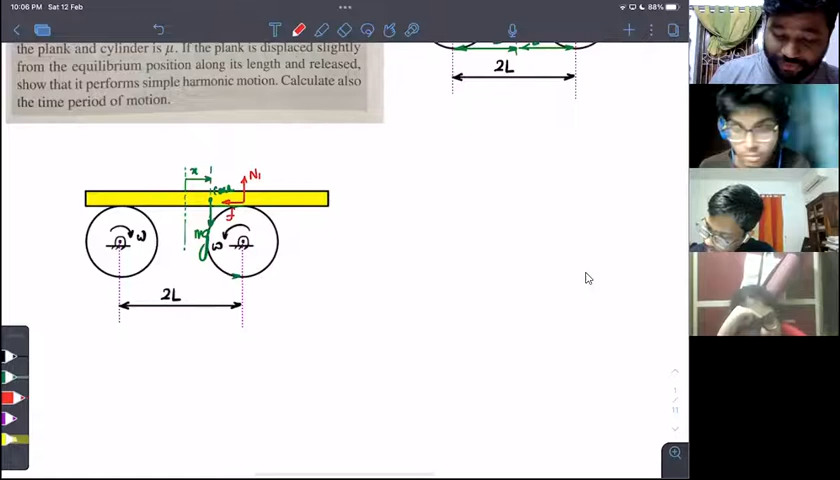 10:06 PM Sat 12 Feb
88%
the plank and cylinder is μ. If the plank is displaced slightly
from the equilibrium position along its length and released,
show that it performs simple harmonic motion. Calculate also
the time period of motion.
2L
x
N₁
f
mg
ω
ω
2L
1
/
11